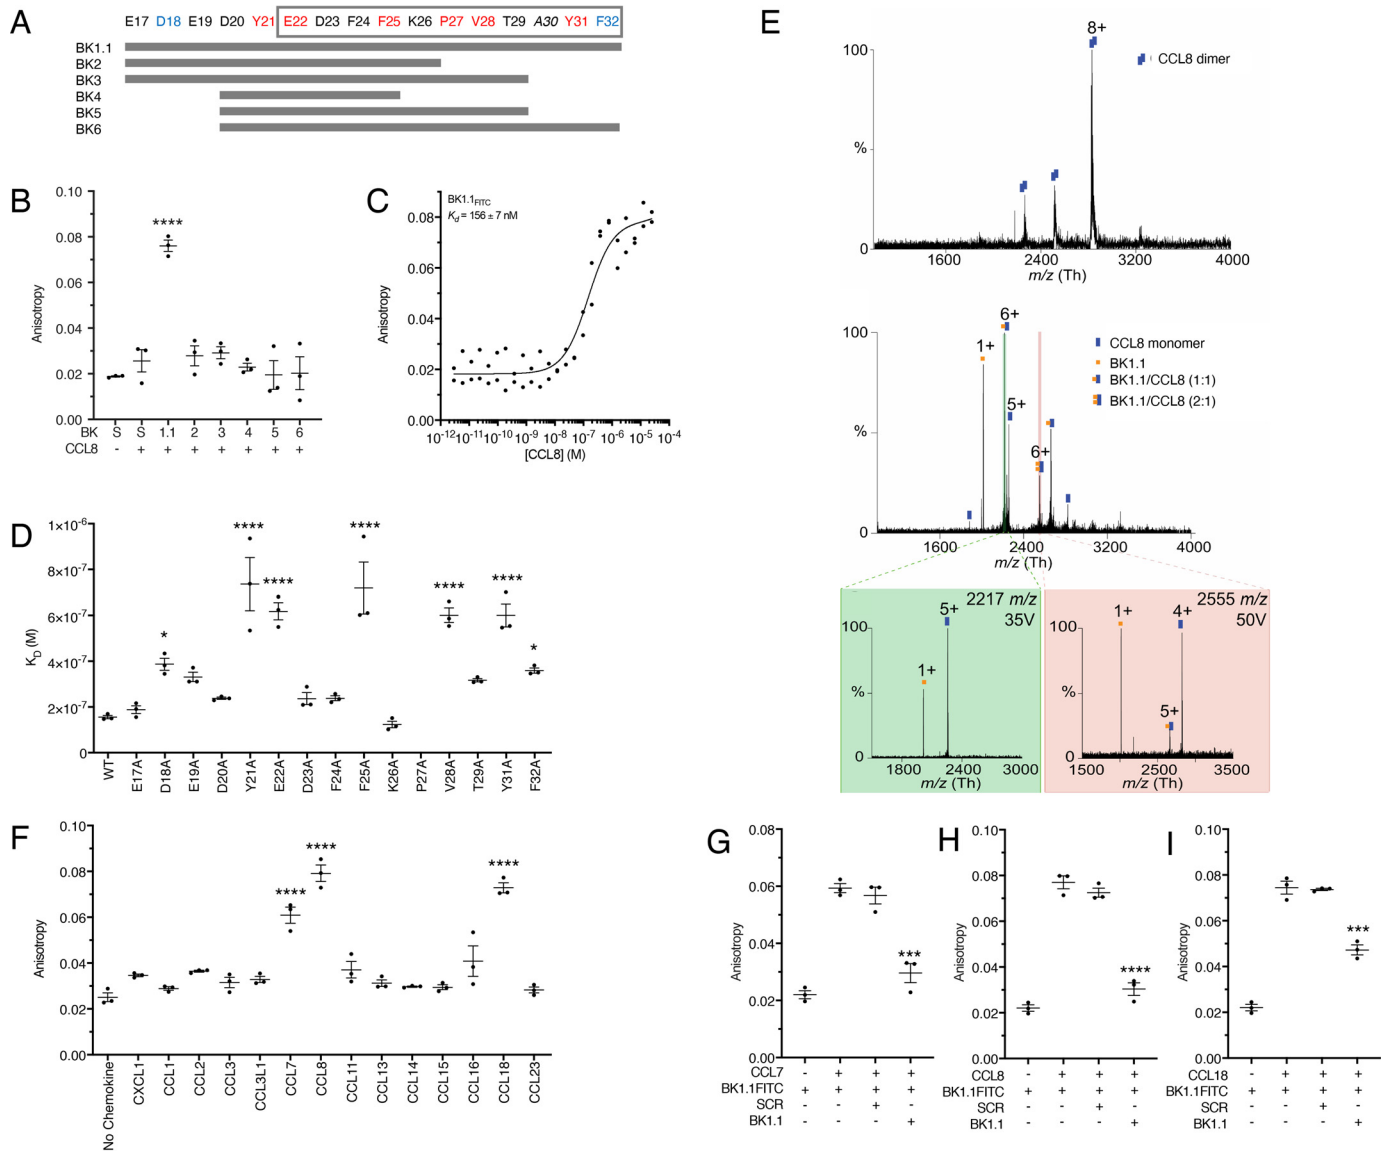 A
E17 D18 E19 D20 Y21 E22 D23 F24 F25 K26 P27 V28 T29 A30 Y31 F32
BK1.1
BK2
BK3
BK4
BK5
BK6
B
0.10
0.08
0.06
0.04
0.02
0.00
Anisotropy
****
BK S S 1.1 2 3 4 5 6
CCL8 - + + + + + + +
C
BK1.1FITC
Kd = 156 ± 7 nM
0.08
0.06
0.04
0.02
0.00
Anisotropy
10-12 10-11 10-10 10-9 10-8 10-7 10-6 10-5 10-4
[CCL8] (M)
D
1×10-6
8×10-7
6×10-7
4×10-7
2×10-7
0
KD (M)
* **** **** **** **** **** *
WT E17A D18A E19A D20A Y21A E22A D23A F24A F25A K26A P27A V28A T29A Y31A F32A
E
8+
CCL8 dimer
100
%
0
1600 2400 3200 4000
m/z (Th)
6+
1+
5+
6+
CCL8 monomer
BK1.1
BK1.1/CCL8 (1:1)
BK1.1/CCL8 (2:1)
100
%
0
1600 2400 3200 4000
m/z (Th)
2217 m/z
35V
5+
1+
100
%
0
1800 2400 3000
m/z (Th)
2555 m/z
50V
1+ 4+
5+
100
%
0
1500 2500 3500
m/z (Th)
F
0.10
0.08
0.06
0.04
0.02
0.00
Anisotropy
**** **** ****
No Chemokine CXCL1 CCL1 CCL2 CCL3 CCL3L1 CCL7 CCL8 CCL11 CCL13 CCL14 CCL15 CCL16 CCL18 CCL23
G
0.08
0.06
0.04
0.02
0.00
Anisotropy
***
CCL7 - + + +
BK1.1FITC + + + +
SCR - - + -
BK1.1 - - - +
H
0.10
0.08
0.06
0.04
0.02
0.00
Anisotropy
****
CCL8 - + + +
BK1.1FITC + + + +
SCR - - + -
BK1.1 - - - +
I
0.10
0.08
0.06
0.04
0.02
0.00
Anisotropy
***
CCL18 - + + +
BK1.1FITC + + + +
SCR - - + -
BK1.1 - - - +